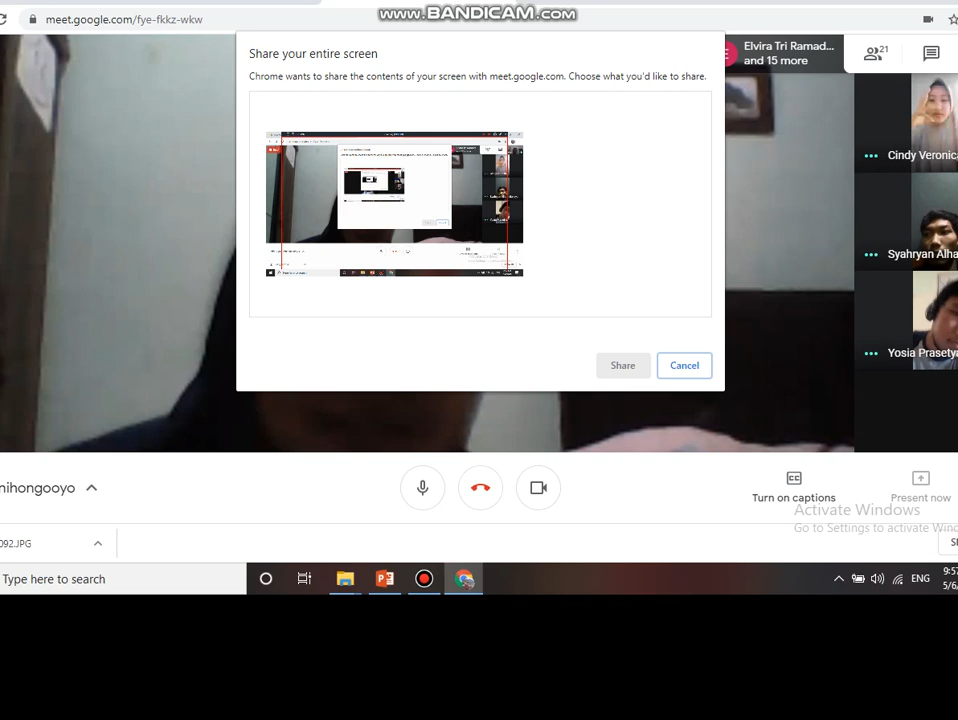 www.BANDICAM.com
meet.google.com/fye-fkkz-wkw
Share your entire screen
Chrome wants to share the contents of your screen with meet.google.com. Choose what you'd like to share.
Share
Cancel
Elvira Tri Ramad...
and 15 more
21
Cindy Veronica
Syahryan Alha
Yosia Prasetya
nihongooyo
Turn on captions
Present now
Activate Windows
Go to Settings to activate Wind
092.JPG
Type here to search
ENG
9:57
5/6/